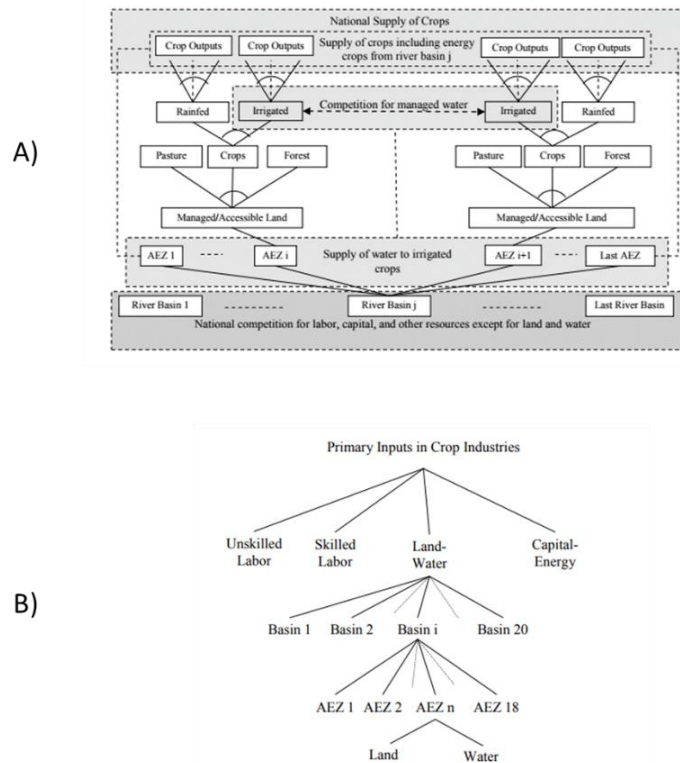 A)
National Supply of Crops
Crop Outputs Crop Outputs Supply of crops including energy Crop Outputs Crop Outputs
crops from river basin j
Rainfed Irrigated Competition for managed water Irrigated Rainfed
Pasture Crops Forest Pasture Crops Forest
Managed/Accessible Land Managed/Accessible Land
AEZ 1 AEZ i Supply of water to irrigated AEZ i+1 Last AEZ
crops
River Basin 1 River Basin j Last River Basin
National competition for labor, capital, and other resources except for land and water
B)
Primary Inputs in Crop Industries
Unskilled Skilled Land- Capital-
Labor Labor Water Energy
Basin 1 Basin 2 Basin i Basin 20
AEZ 1 AEZ 2 AEZ n AEZ 18
Land Water